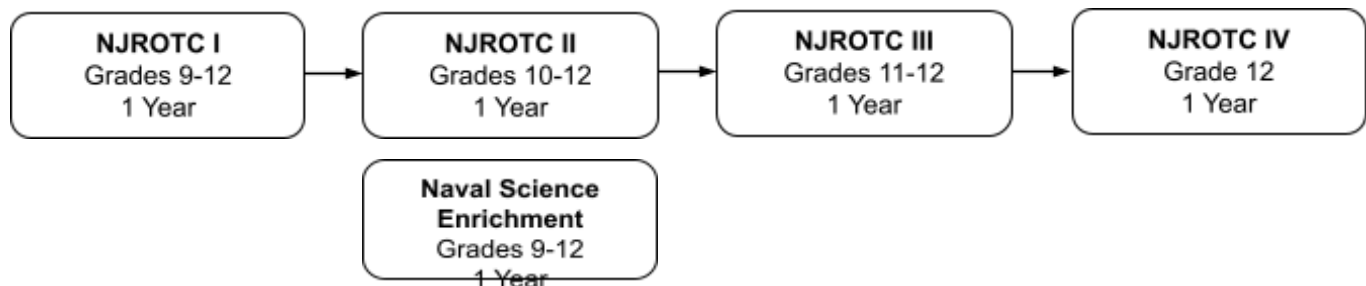 NJROTC I
Grades 9-12
1 Year
NJROTC II
Grades 10-12
1 Year
NJROTC III
Grades 11-12
1 Year
NJROTC IV
Grade 12
1 Year
Naval Science
Enrichment
Grades 9-12
1 Year